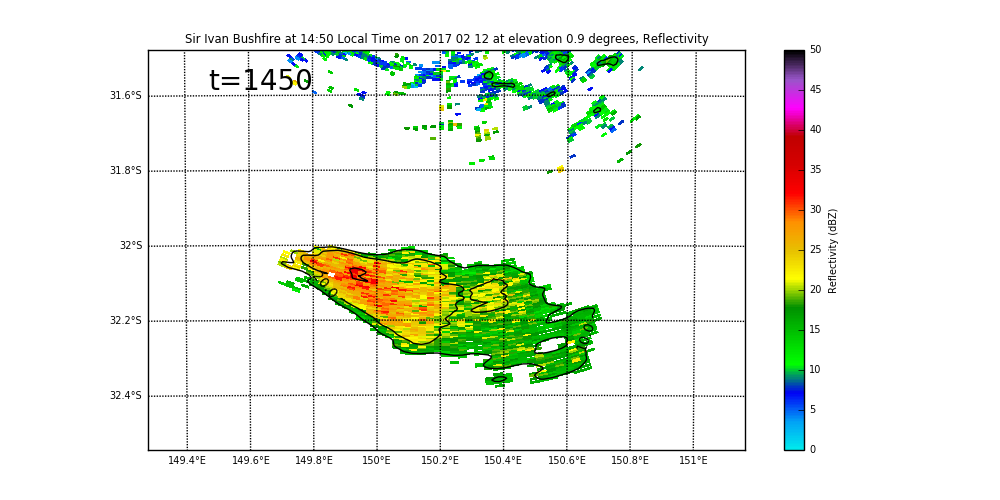 Sir Ivan Bushfire at 14:50 Local Time on 2017 02 12 at elevation 0.9 degrees, Reflectivity
t=1450
31.6°S
31.8°S
32°S
32.2°S
32.4°S
149.4°E 149.6°E 149.8°E 150°E 150.2°E 150.4°E 150.6°E 150.8°E 151°E
50
45
40
35
30
25
20
15
10
5
0
Reflectivity (dBZ)